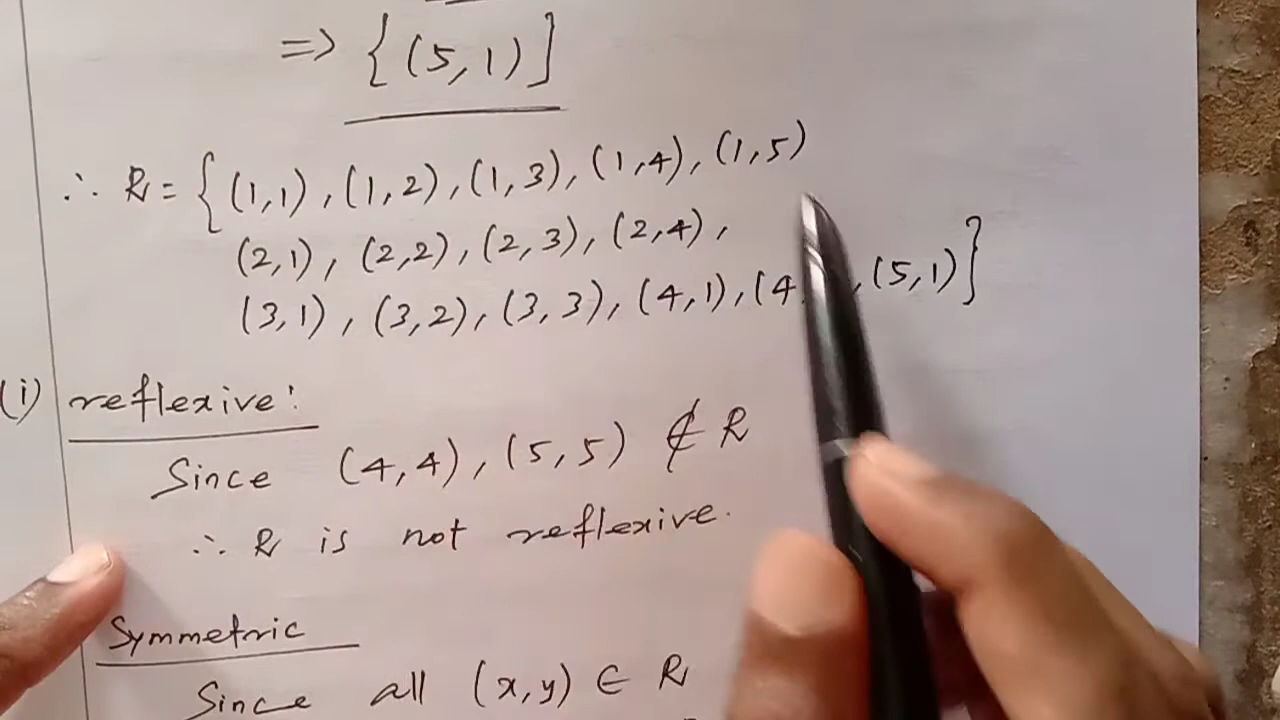 => {(5,1)}
∴ R = {(1,1), (1,2), (1,3), (1,4), (1,5)
(2,1), (2,2), (2,3), (2,4),
(3,1), (3,2), (3,3), (4,1), (4, , (5,1)}
(i) reflexive:
Since (4,4), (5,5) ∉ R
∴ R is not reflexive.
Symmetric
Since all (x,y) ∈ R